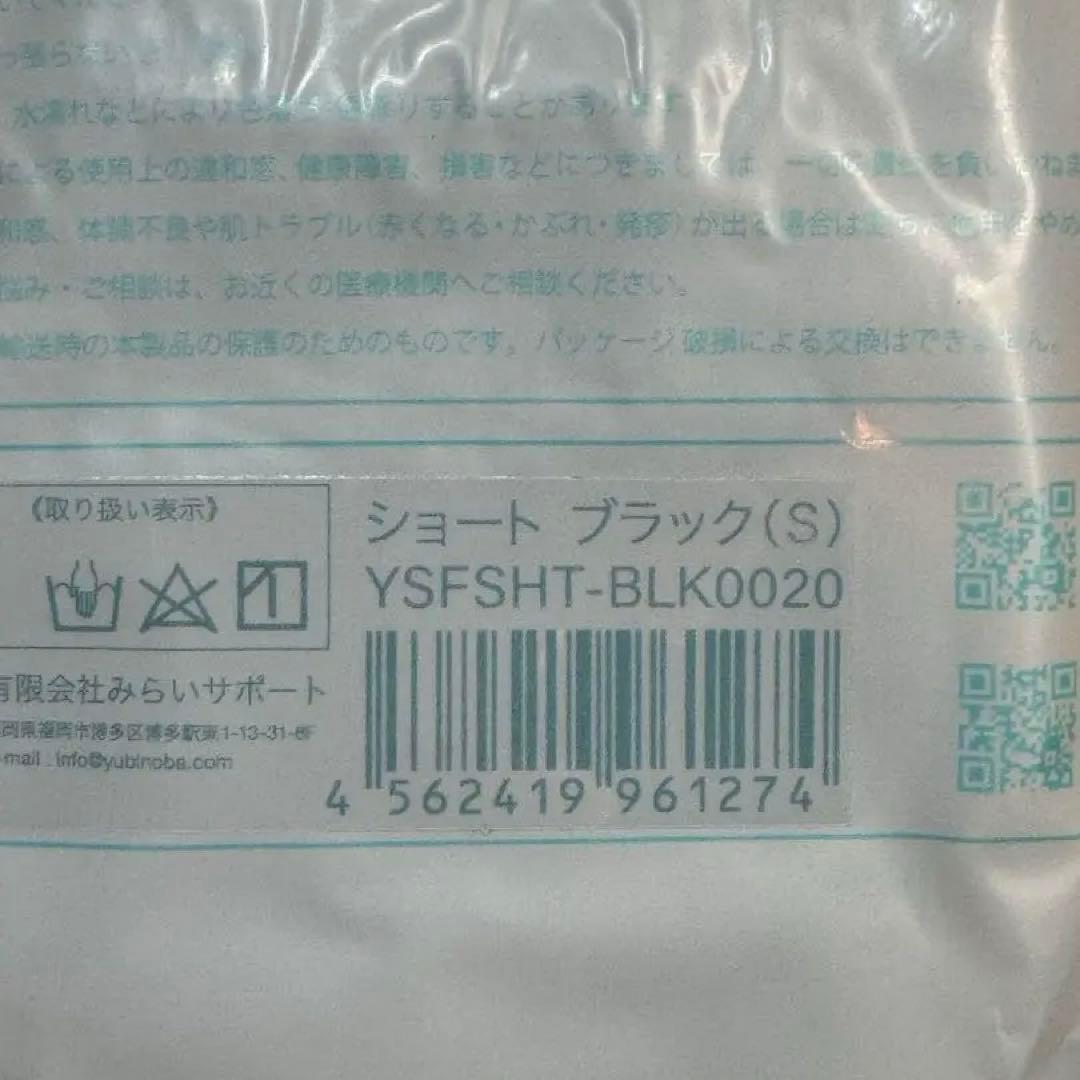 っ張らない
水濡れなどにより色落 りすることがあります
による使用上の違和感、健康障害、損害などにつきましては、一切の責任を負い ねま
和感、体調不良や肌トラブル(赤くなる・かぶれ・発疹)が出る場合は 使用をやめ
悩み・ご相談は、お近くの医療機関へご相談ください。
輸送時の本製品の保護のためのものです。パッケージ破損による交換はできません。
《取り扱い表示》
ショート ブラック(S)
YSFSHT-BLK0020
有限会社みらいサポート
岡県福岡市博多区博多駅東1-13-31-6F
-mail : info@yubinoba.com
4 562419 961274